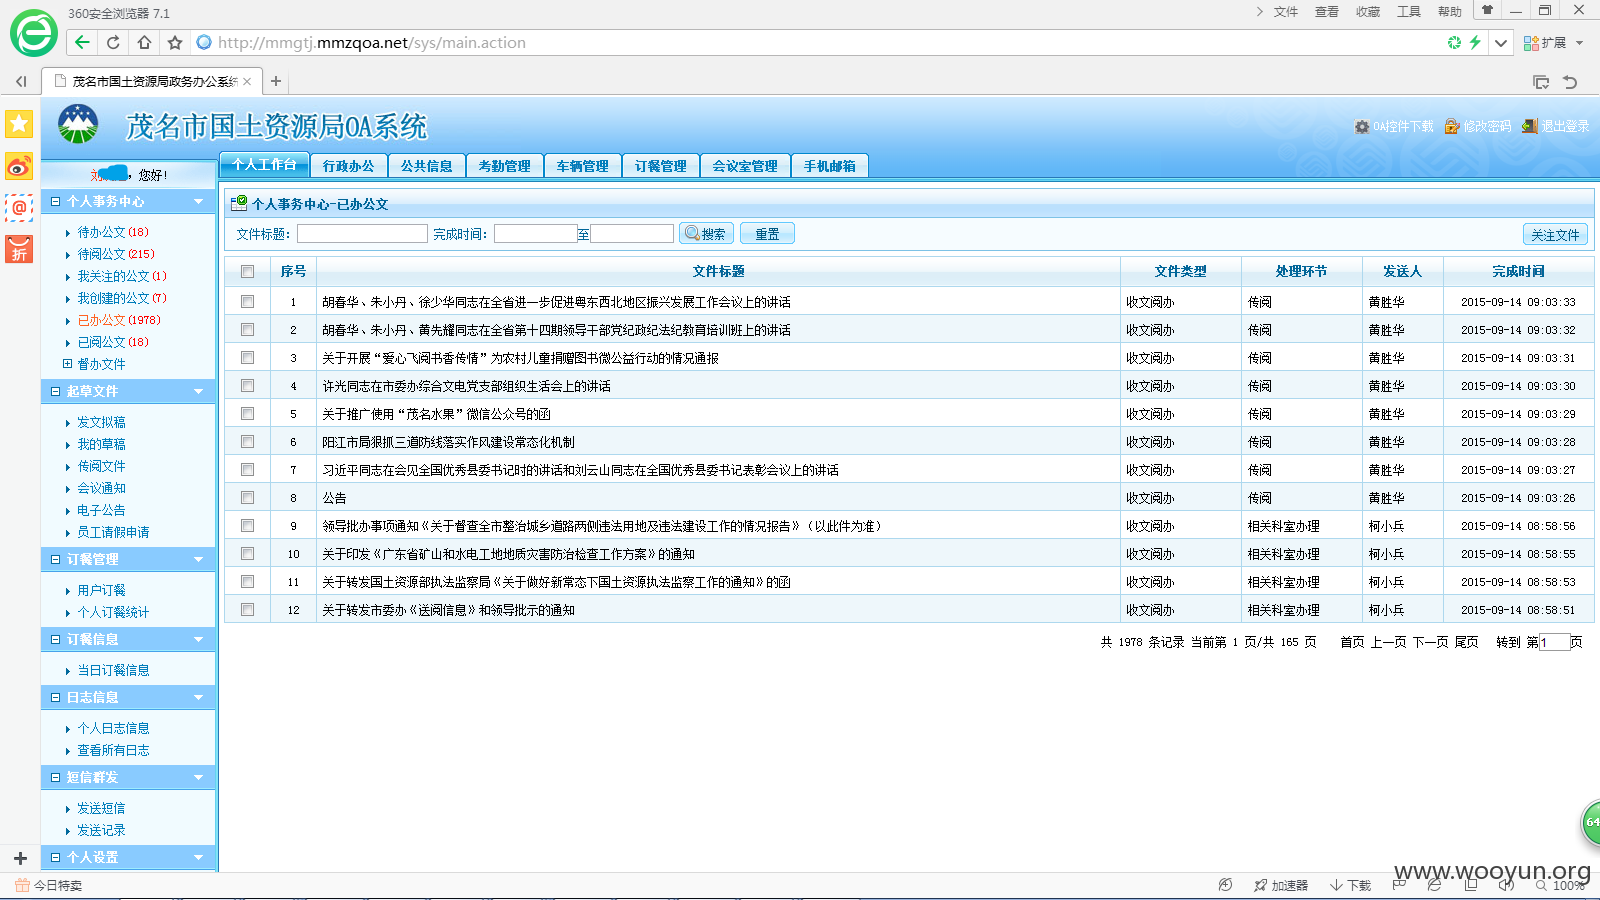 360安全浏览器 7.1
文件 查看 收藏 工具 帮助
http://mmgtj.mmzqoa.net/sys/main.action
扩展
茂名市国土资源局政务办公系统
茂名市国土资源局OA系统
OA控件下载 修改密码 退出登录
，您好!
个人工作台 行政办公 公共信息 考勤管理 车辆管理 订餐管理 会议室管理 手机邮箱
个人事务中心
待办公文(18)
待阅公文(215)
我关注的公文(1)
我创建的公文(7)
已办公文(1978)
已阅公文(18)
督办文件
起草文件
发文拟稿
我的草稿
传阅文件
会议通知
电子公告
员工请假申请
订餐管理
用户订餐
个人订餐统计
订餐信息
当日订餐信息
日志信息
个人日志信息
查看所有日志
短信群发
发送短信
发送记录
个人设置
个人事务中心-已办公文
文件标题： 完成时间： 至 搜索 重置 关注文件
序号 文件标题 文件类型 处理环节 发送人 完成时间
1 胡春华、朱小丹、徐少华同志在全省进一步促进粤东西北地区振兴发展工作会议上的讲话 收文阅办 传阅 黄胜华 2015-09-14 09:03:33
2 胡春华、朱小丹、黄先耀同志在全省第十四期领导干部党纪政纪法纪教育培训班上的讲话 收文阅办 传阅 黄胜华 2015-09-14 09:03:32
3 关于开展“爱心飞阅书香传情”为农村儿童捐赠图书微公益行动的情况通报 收文阅办 传阅 黄胜华 2015-09-14 09:03:31
4 许光同志在市委办综合文电党支部组织生活会上的讲话 收文阅办 传阅 黄胜华 2015-09-14 09:03:30
5 关于推广使用“茂名水果”微信公众号的函 收文阅办 传阅 黄胜华 2015-09-14 09:03:29
6 阳江市局狠抓三道防线落实作风建设常态化机制 收文阅办 传阅 黄胜华 2015-09-14 09:03:28
7 习近平同志在会见全国优秀县委书记时的讲话和刘云山同志在全国优秀县委书记表彰会议上的讲话 收文阅办 传阅 黄胜华 2015-09-14 09:03:27
8 公告 收文阅办 传阅 黄胜华 2015-09-14 09:03:26
9 领导批办事项通知《关于督查全市整治城乡道路两侧违法用地及违法建设工作的情况报告》（以此件为准） 收文阅办 相关科室办理 柯小兵 2015-09-14 08:58:56
10 关于印发《广东省矿山和水电工地地质灾害防治检查工作方案》的通知 收文阅办 相关科室办理 柯小兵 2015-09-14 08:58:55
11 关于转发国土资源部执法监察局《关于做好新常态下国土资源执法监察工作的通知》的函 收文阅办 相关科室办理 柯小兵 2015-09-14 08:58:53
12 关于转发市委办《送阅信息》和领导批示的通知 收文阅办 相关科室办理 柯小兵 2015-09-14 08:58:51
共 1978 条记录 当前第 1 页/共 165 页 首页 上一页 下一页 尾页 转到 第1页
折
64
www.wooyun.org
今日特卖 加速器 下载 100%